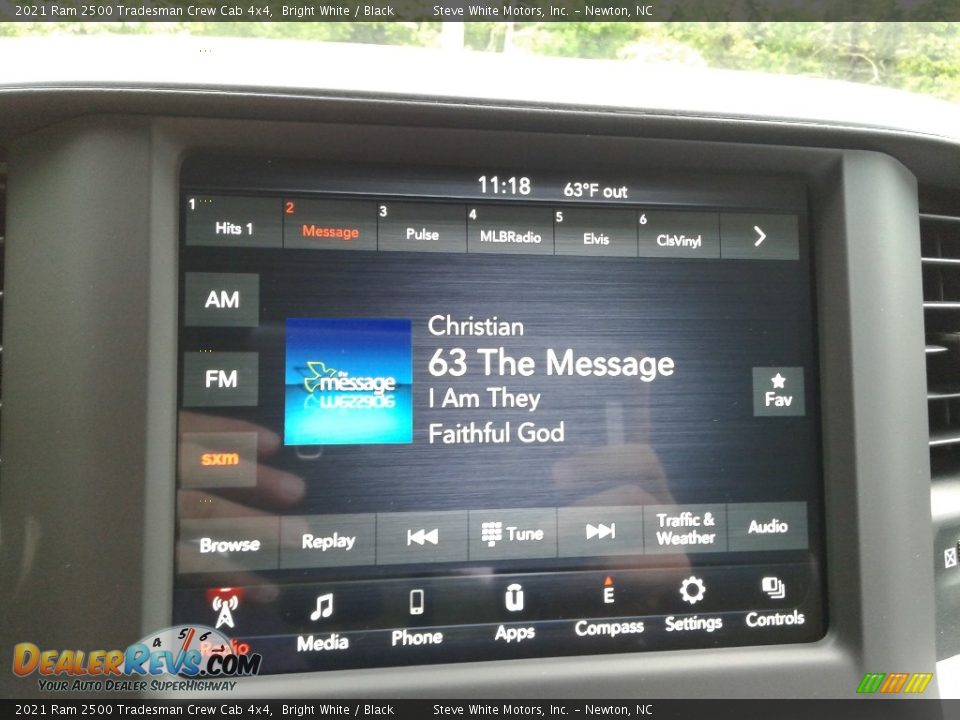 2021 Ram 2500 Tradesman Crew Cab 4x4, Bright White / Black Steve White Motors, Inc. - Newton, NC
11:18 63°F out
1 Hits 1 2 Message 3 Pulse 4 MLBRadio 5 Elvis 6 ClsVinyl
AM
FM
sxm
the message
Christian
63 The Message
I Am They
Faithful God
Fav
Browse Replay Tune Traffic & Weather Audio
Radio Media Phone Apps E Compass Settings Controls
4 5 6
DealerRevs.com
Your Auto Dealer SuperHighway
2021 Ram 2500 Tradesman Crew Cab 4x4, Bright White / Black Steve White Motors, Inc. - Newton, NC